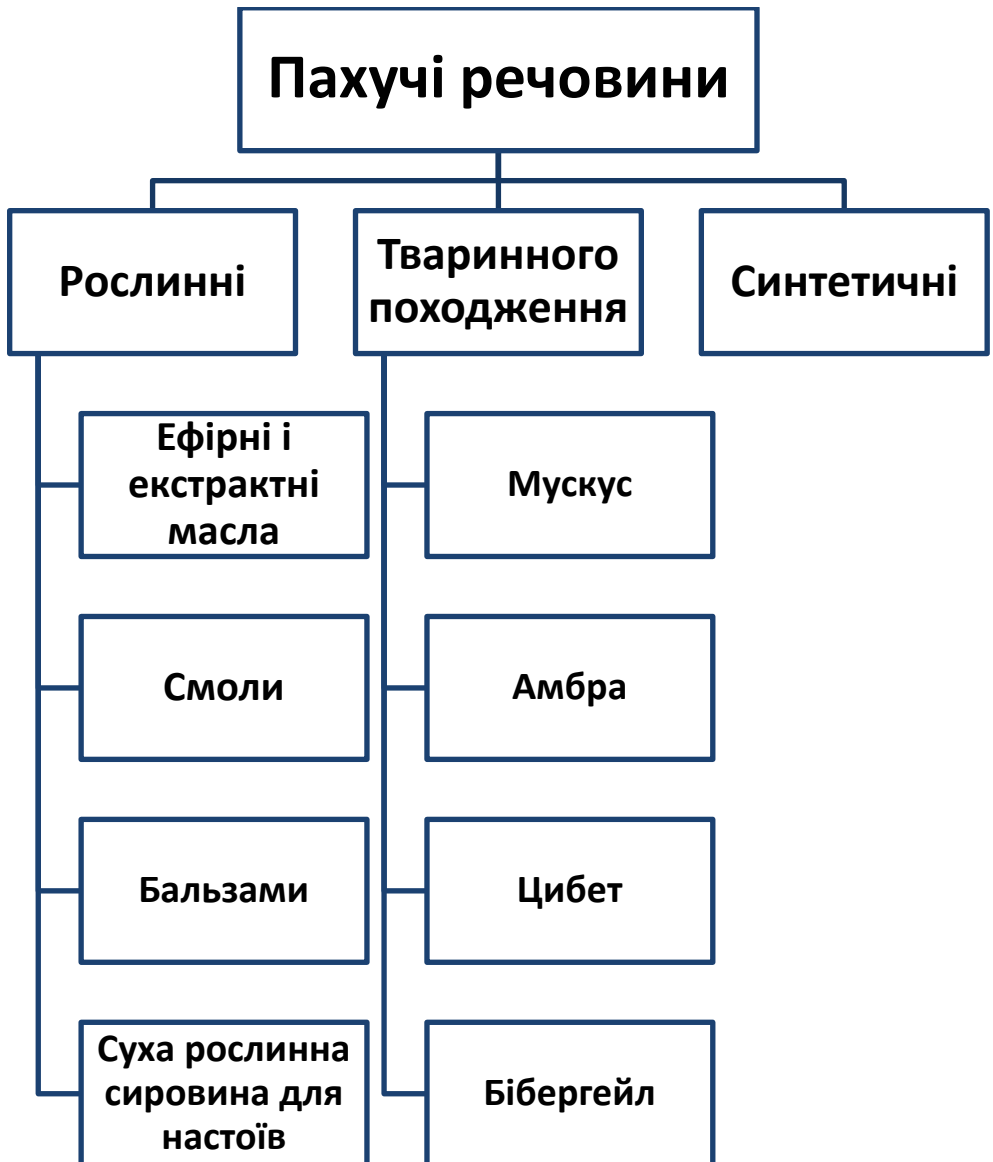 Пахучі речовини
Рослинні
Тваринного
походження
Синтетичні
Ефірні і
екстрактні
масла
Мускус
Смоли
Амбра
Бальзами
Цибет
Суха рослинна
сировина для
настоїв
Бібергейл